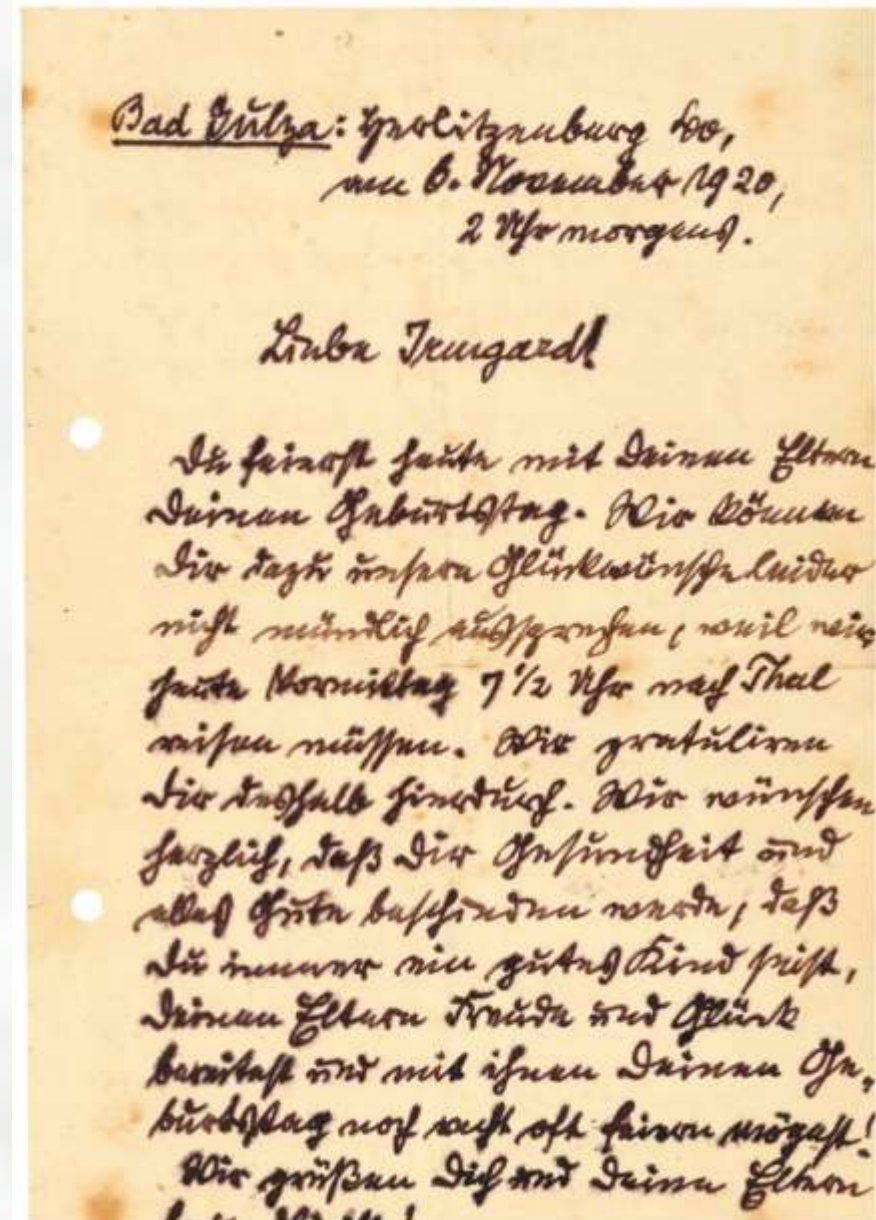 Bad Sulza: Herlitzenberg
am 6. November 1920,
2 Uhr morgens.
Liebe Irmgard!
Du feierst heute mit Deinen Eltern
Deinen Geburtstag. Wir können
Dir dazu unsere Glückwünsche leider
nicht mündlich aussprechen, weil wir
heute Vormittag 7 1/2 Uhr nach Thal
reisen müssen. Wir gratuliren
Dir deshalb hierdurch. Wir wünschen
herzlich, daß Dir Gesundheit und
alles Gute beschieden werde, daß
Du immer ein gutes Kind seist,
Deinen Eltern Freude und Glück
bereitest und mit ihnen Deinen Ge-
burtstag noch recht oft feiern mögest!
Wir grüßen Dich und Deine Eltern